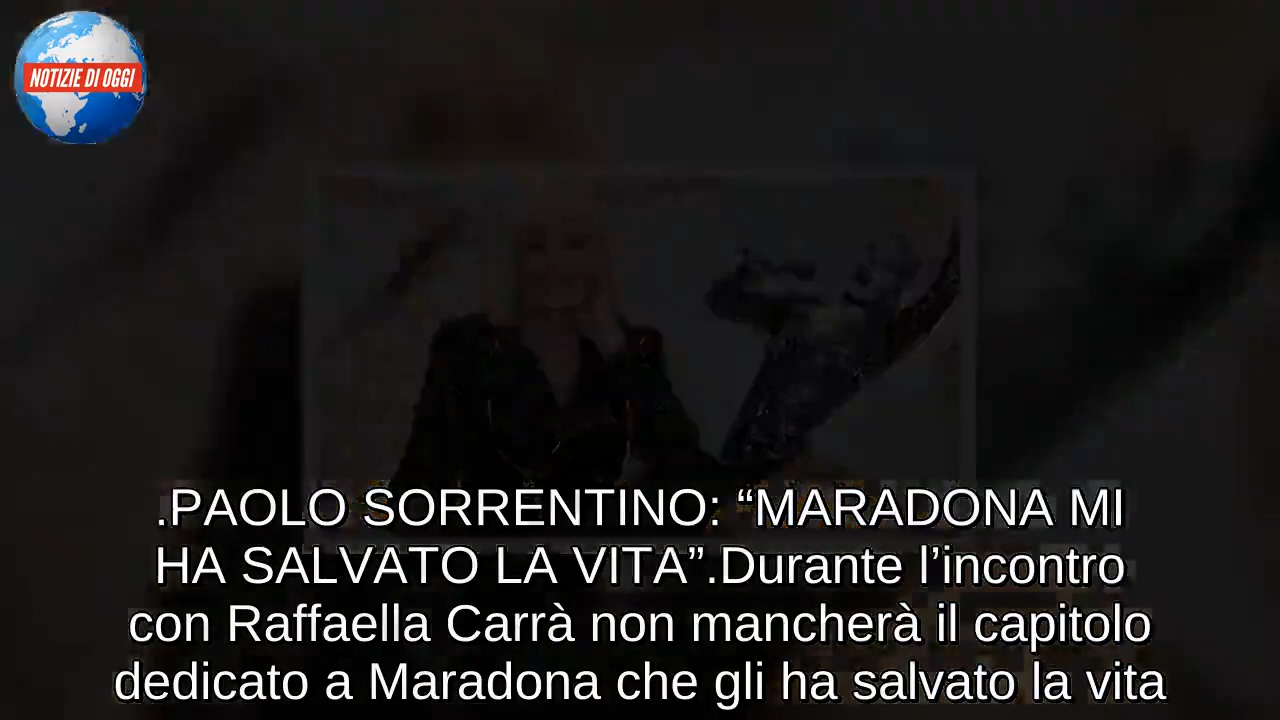 NOTIZIE DI OGGI
.PAOLO SORRENTINO: “MARADONA MI
HA SALVATO LA VITA”.Durante l’incontro
con Raffaella Carrà non mancherà il capitolo
dedicato a Maradona che gli ha salvato la vita